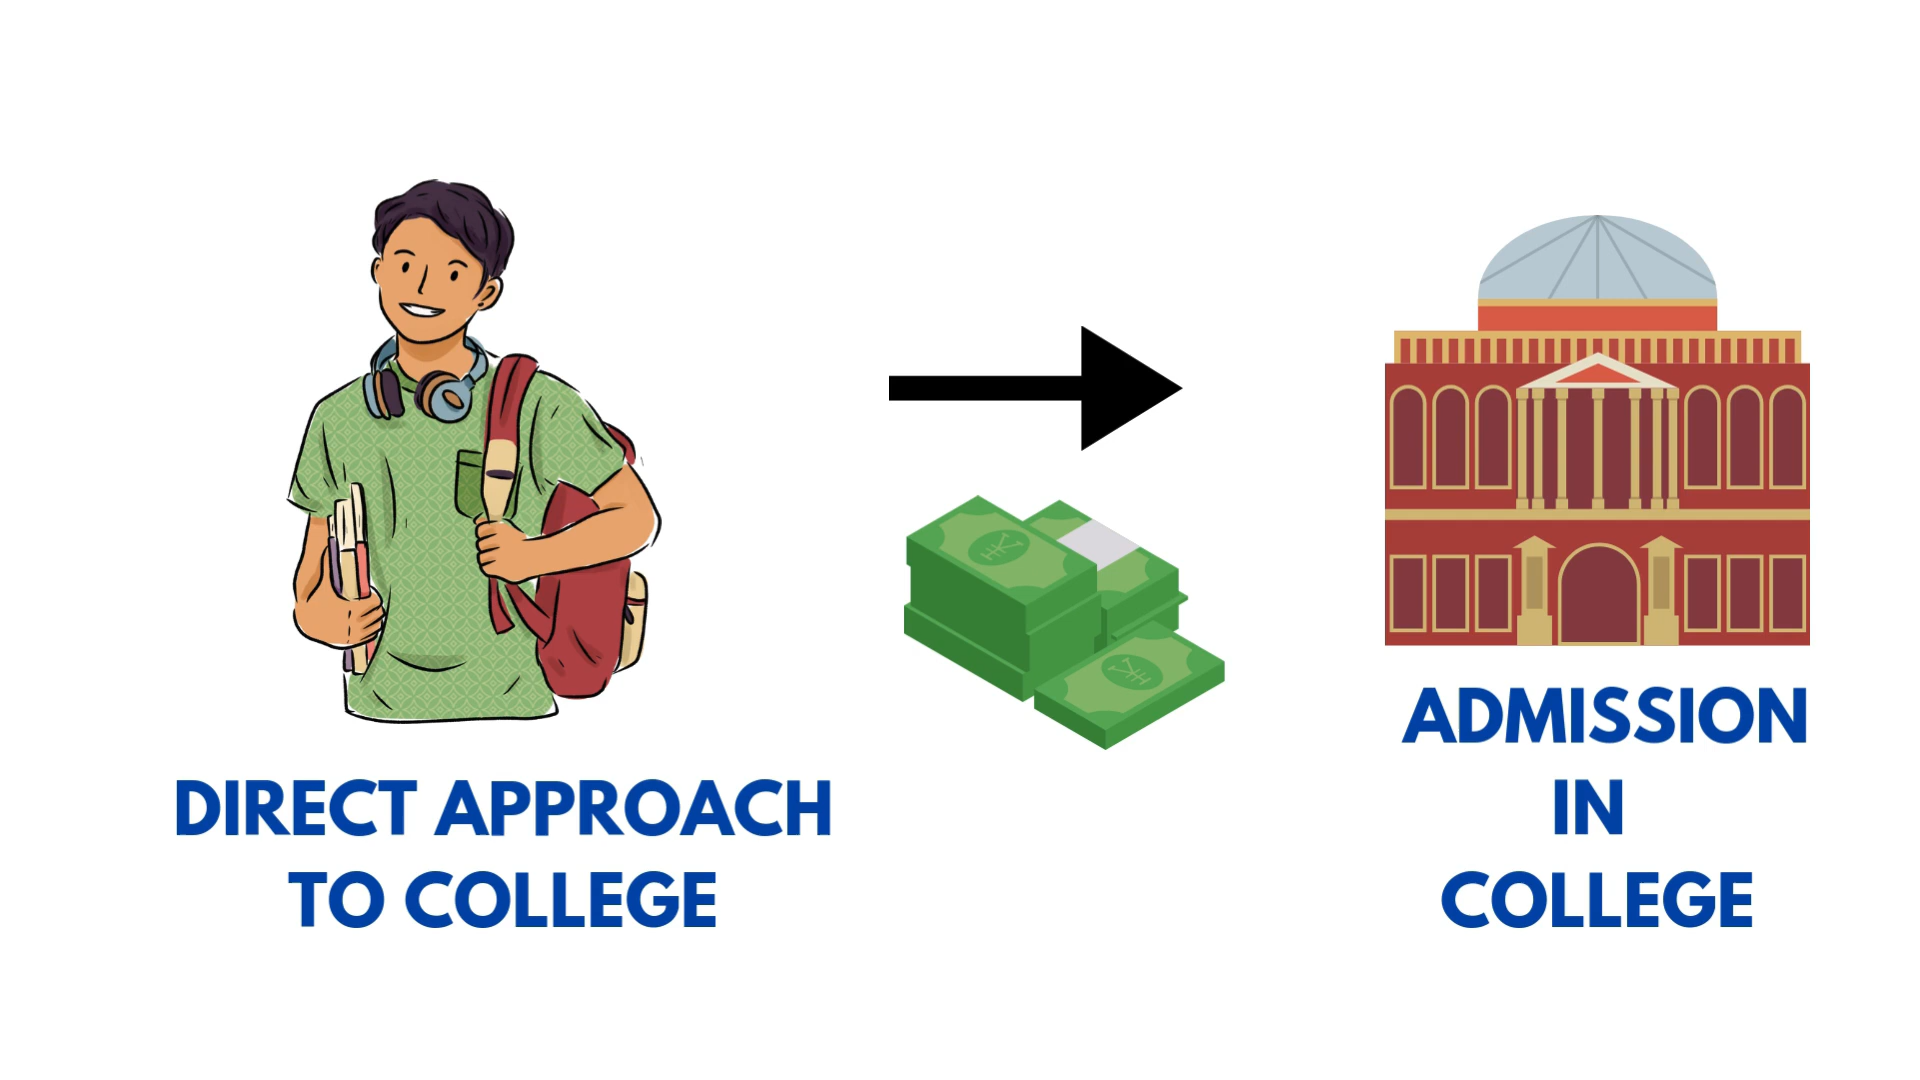 DIRECT APPROACH
TO COLLEGE
ADMISSION
IN
COLLEGE